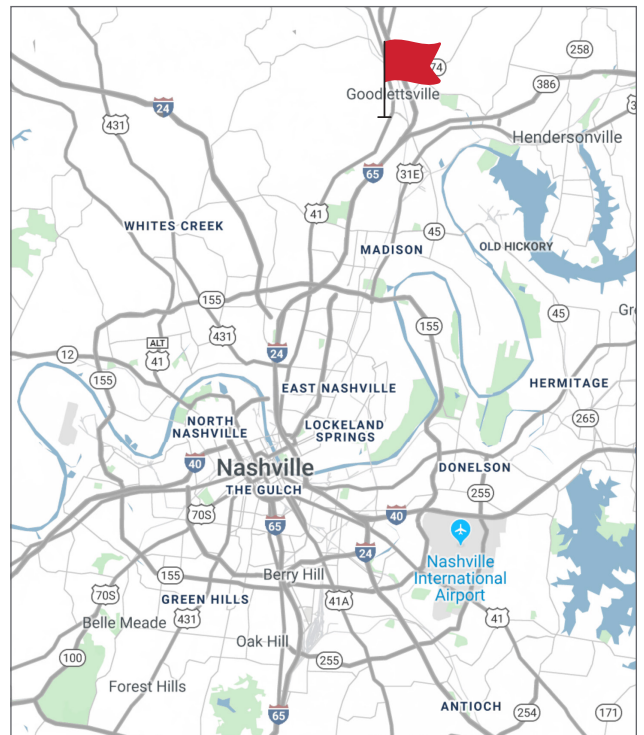 258
74
386
Goodlettsville
24
431
Hendersonville
3
65
31E
41
45
WHITES CREEK
MADISON
OLD HICKORY
155
155
Gr
45
431
ALT
41
12
24
155
EAST NASHVILLE
HERMITAGE
NORTH
NASHVILLE
LOCKELAND
SPRINGS
265
40
Nashville
DONELSON
THE GULCH
255
70S
40
65
24
Nashville
International
Airport
155
Berry Hill
70S
GREEN HILLS
41A
431
41
Belle Meade
Oak Hill
255
100
Forest Hills
ANTIOCH
65
254
171